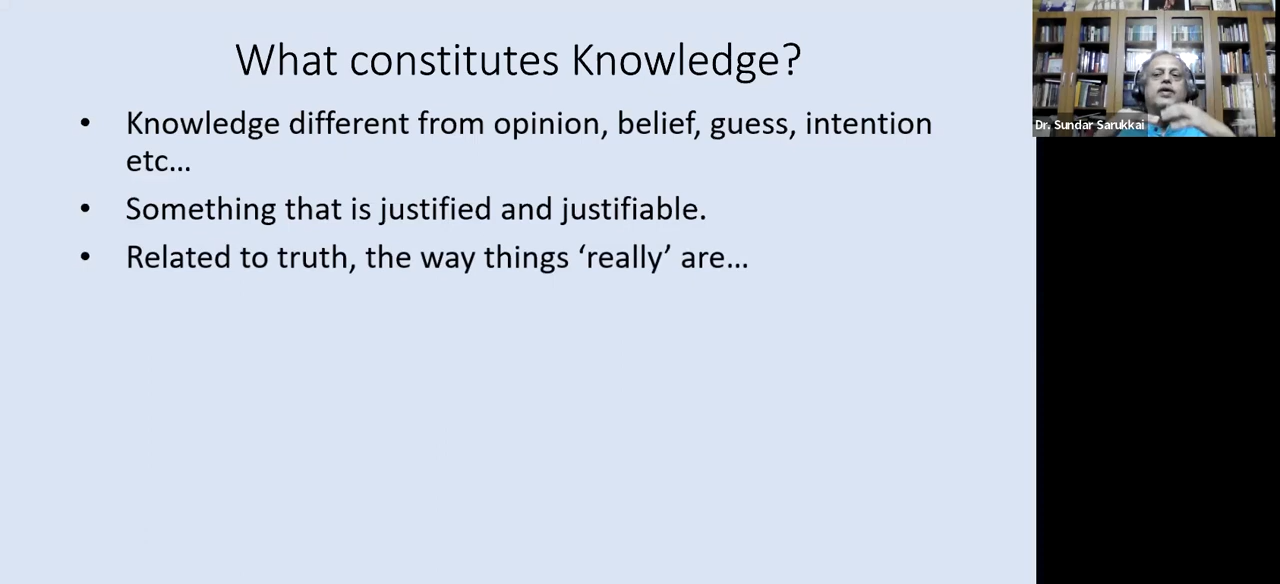 What constitutes Knowledge?
• Knowledge different from opinion, belief, guess, intention
etc...
• Something that is justified and justifiable.
• Related to truth, the way things ‘really’ are...
Dr. Sundar Sarukkai